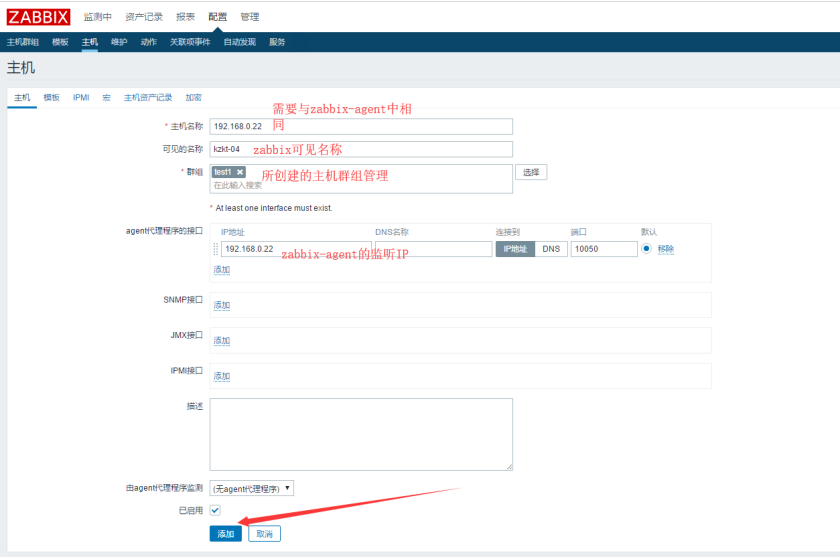 ZABBIX 监测中 资产记录 报表 配置 管理
主机群组 模板 主机 维护 动作 关联项事件 自动发现 服务
主机
主机 模板 IPMI 宏 主机资产记录 加密
需要与zabbix-agent中相
同
* 主机名称 192.168.0.22
可见的名称 kzkt-04 zabbix可见名称
* 群组 test1 ✖ 所创建的主机群组管理 选择
在此输入搜索
* At least one interface must exist.
agent代理程序的接口 IP地址 DNS名称 连接到 端口 默认
192.168.0.22 zabbix-agent的监听IP IP地址 DNS 10050 移除
添加
SNMP接口 添加
JMX接口 添加
IPMI接口 添加
描述
由agent代理程序监测 (无agent代理程序)
已启用
添加 取消